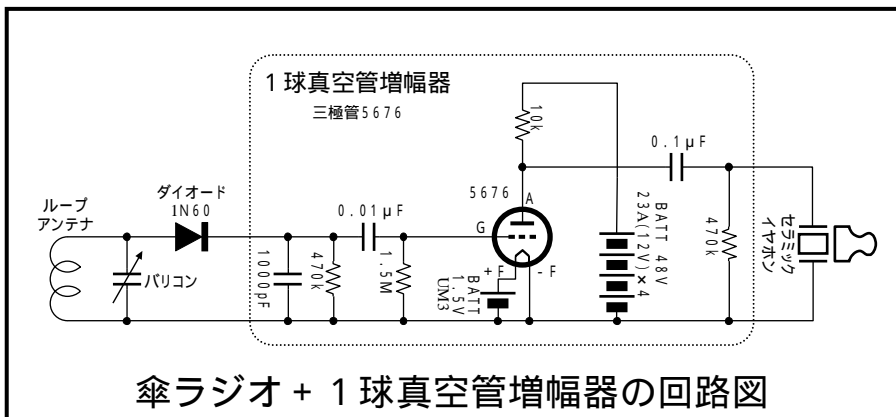 1球真空管増幅器
三極管5676
ループ
アンテナ
バリコン
ダイオード
1N60
1000pF
470k
0.01μF
1.5M
5676
G
A
+F
-F
BATT
1.5V
UM3
10k
BATT 48V
23A(12V)×4
0.1μF
470k
セラミック
イヤホン
傘ラジオ+1球真空管増幅器の回路図